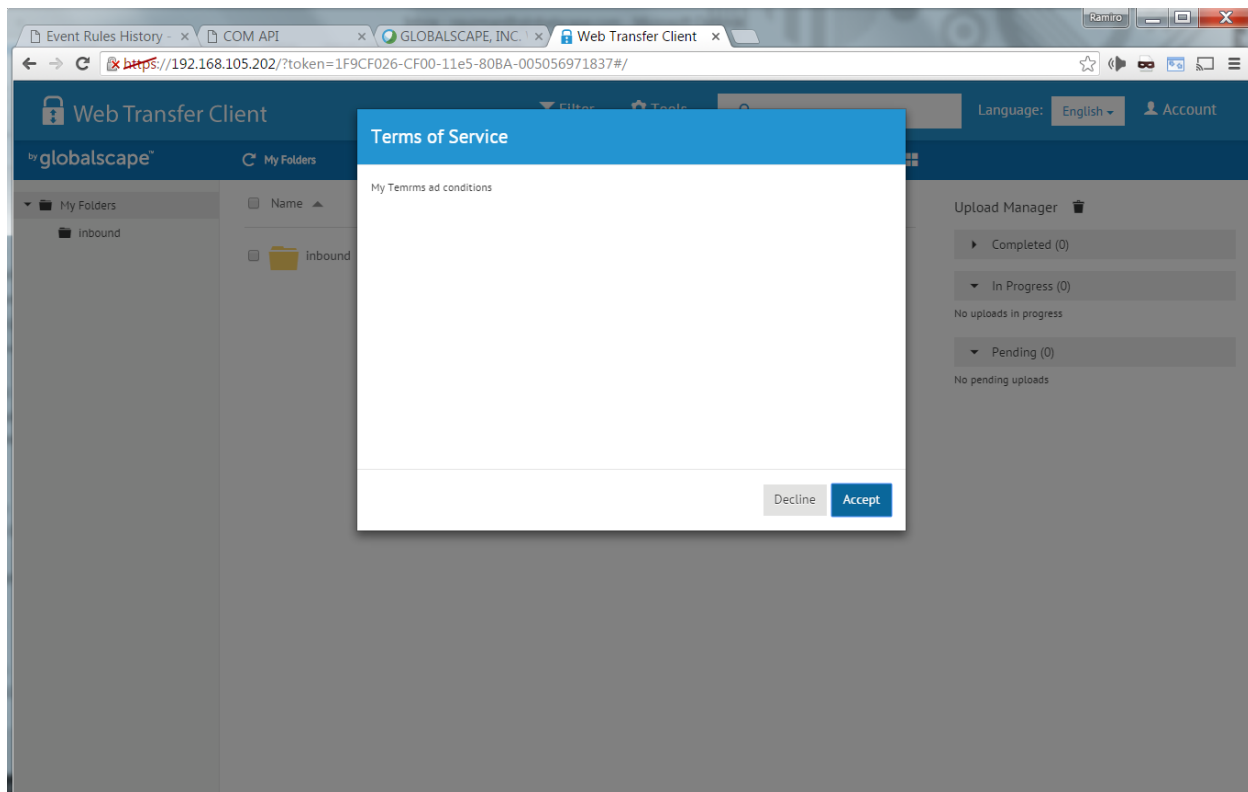 Ramiro
Event Rules History -
COM API
GLOBALSCAPE, INC.
Web Transfer Client
https://192.168.105.202/?token=1F9CF026-CF00-11e5-80BA-005056971837#/
Web Transfer Client
Filter
Tools
Language:
English
Account
by globalscape™
My Folders
Terms of Service
My Folders
inbound
Name
inbound
My Temrms ad conditions
Decline
Accept
Upload Manager
Completed (0)
In Progress (0)
No uploads in progress
Pending (0)
No pending uploads